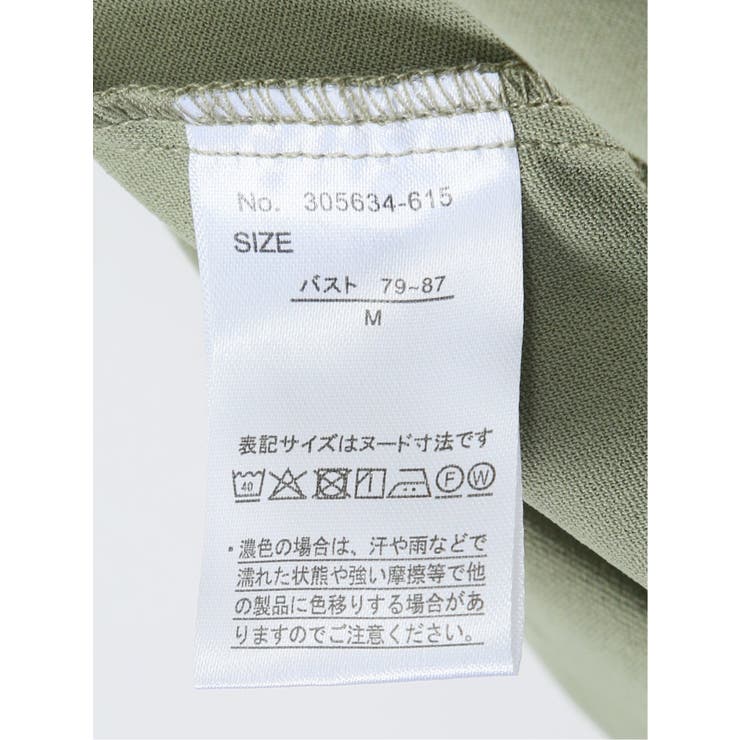 No. 305634-615
SIZE
バスト 79~87
M
表記サイズはヌード寸法です
40 F W
・濃色の場合は、汗や雨などで
濡れた状態や強い摩擦等で他
の製品に色移りする場合があ
りますのでご注意ください。